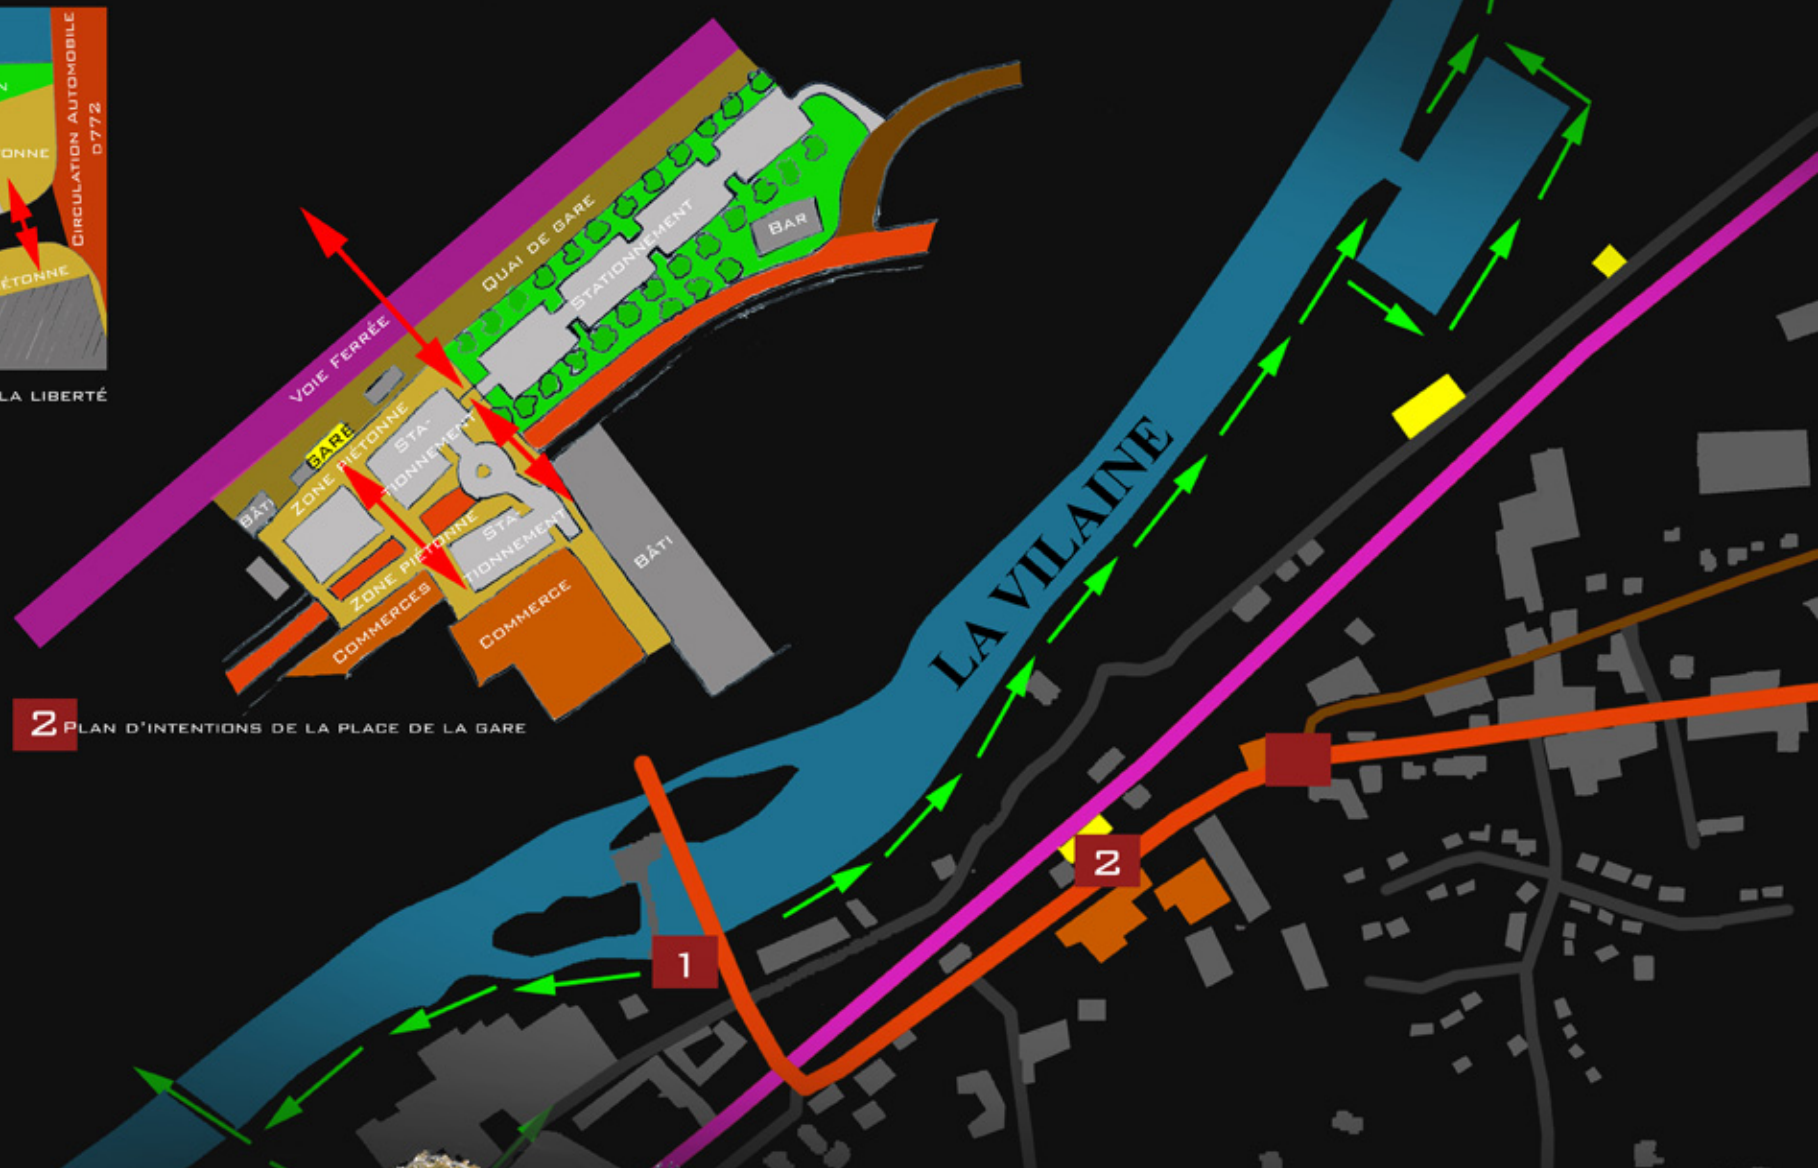 CIRCULATION AUTOMOBILE
D772
N
ONNE
ÉTONNE
LA LIBERTÉ
VOIE FERRÉE
QUAI DE GARE
STATIONNEMENT
BAR
GARE
BÂTI
ZONE PIÉTONNE
STA-
TIONNEMENT
ZONE PIÉTONNE
STA-
TIONNEMENT
BÂTI
COMMERCES
COMMERCE
2 PLAN D'INTENTIONS DE LA PLACE DE LA GARE
LA VILAINE
2
1